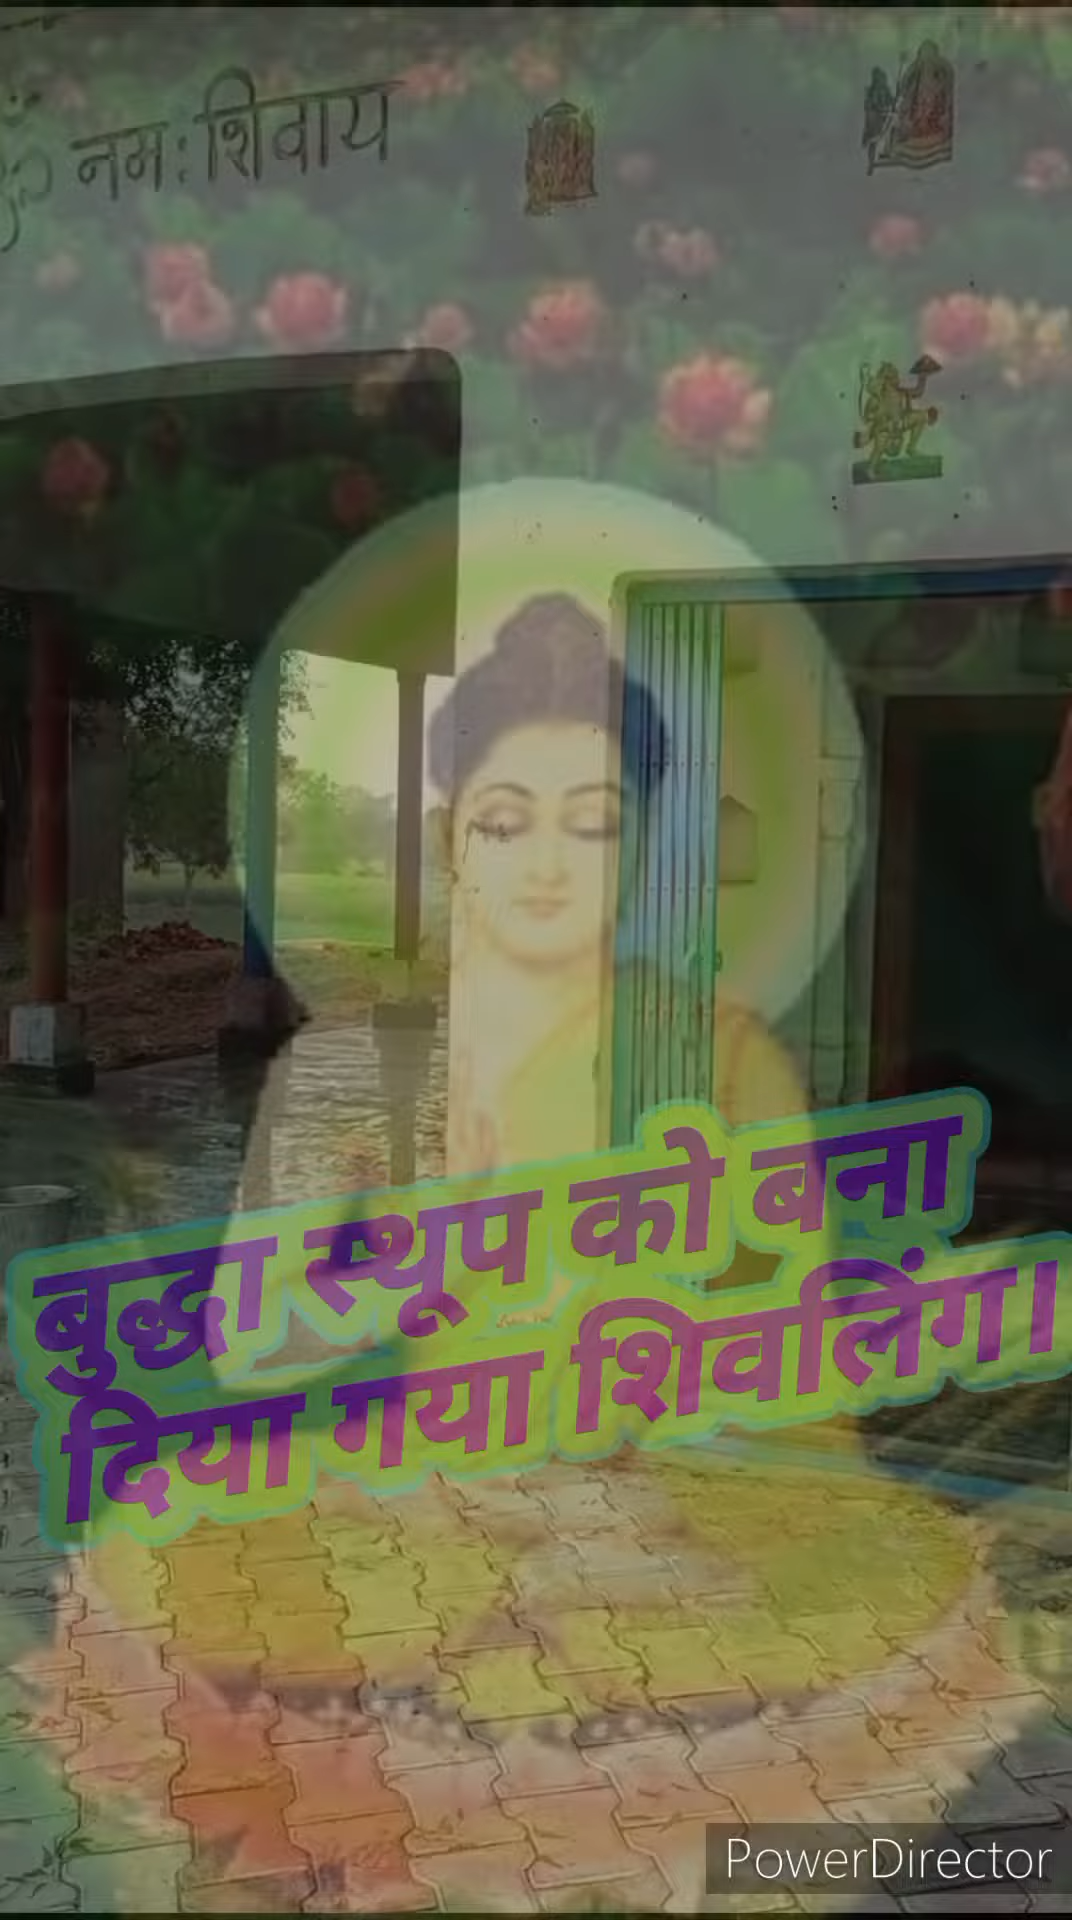 ॐ नमः शिवाय
बुद्धा स्थूप को बना
दिया गया शिवलिंग।
PowerDirector